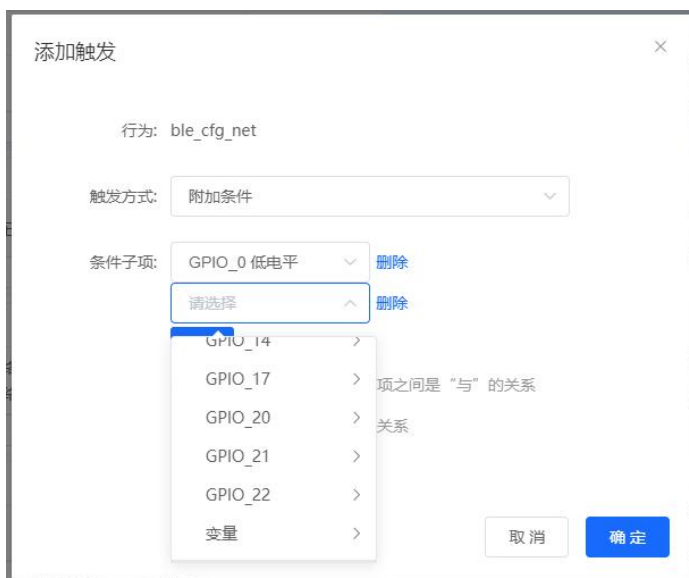 添加触发
行为: ble_cfg_net
触发方式: 附加条件
条件子项: GPIO_0 低电平 删除
请选择 删除
GPIO_14
GPIO_17
项之间是“与”的关系
GPIO_20
关系
GPIO_21
GPIO_22
变量
取消 确定